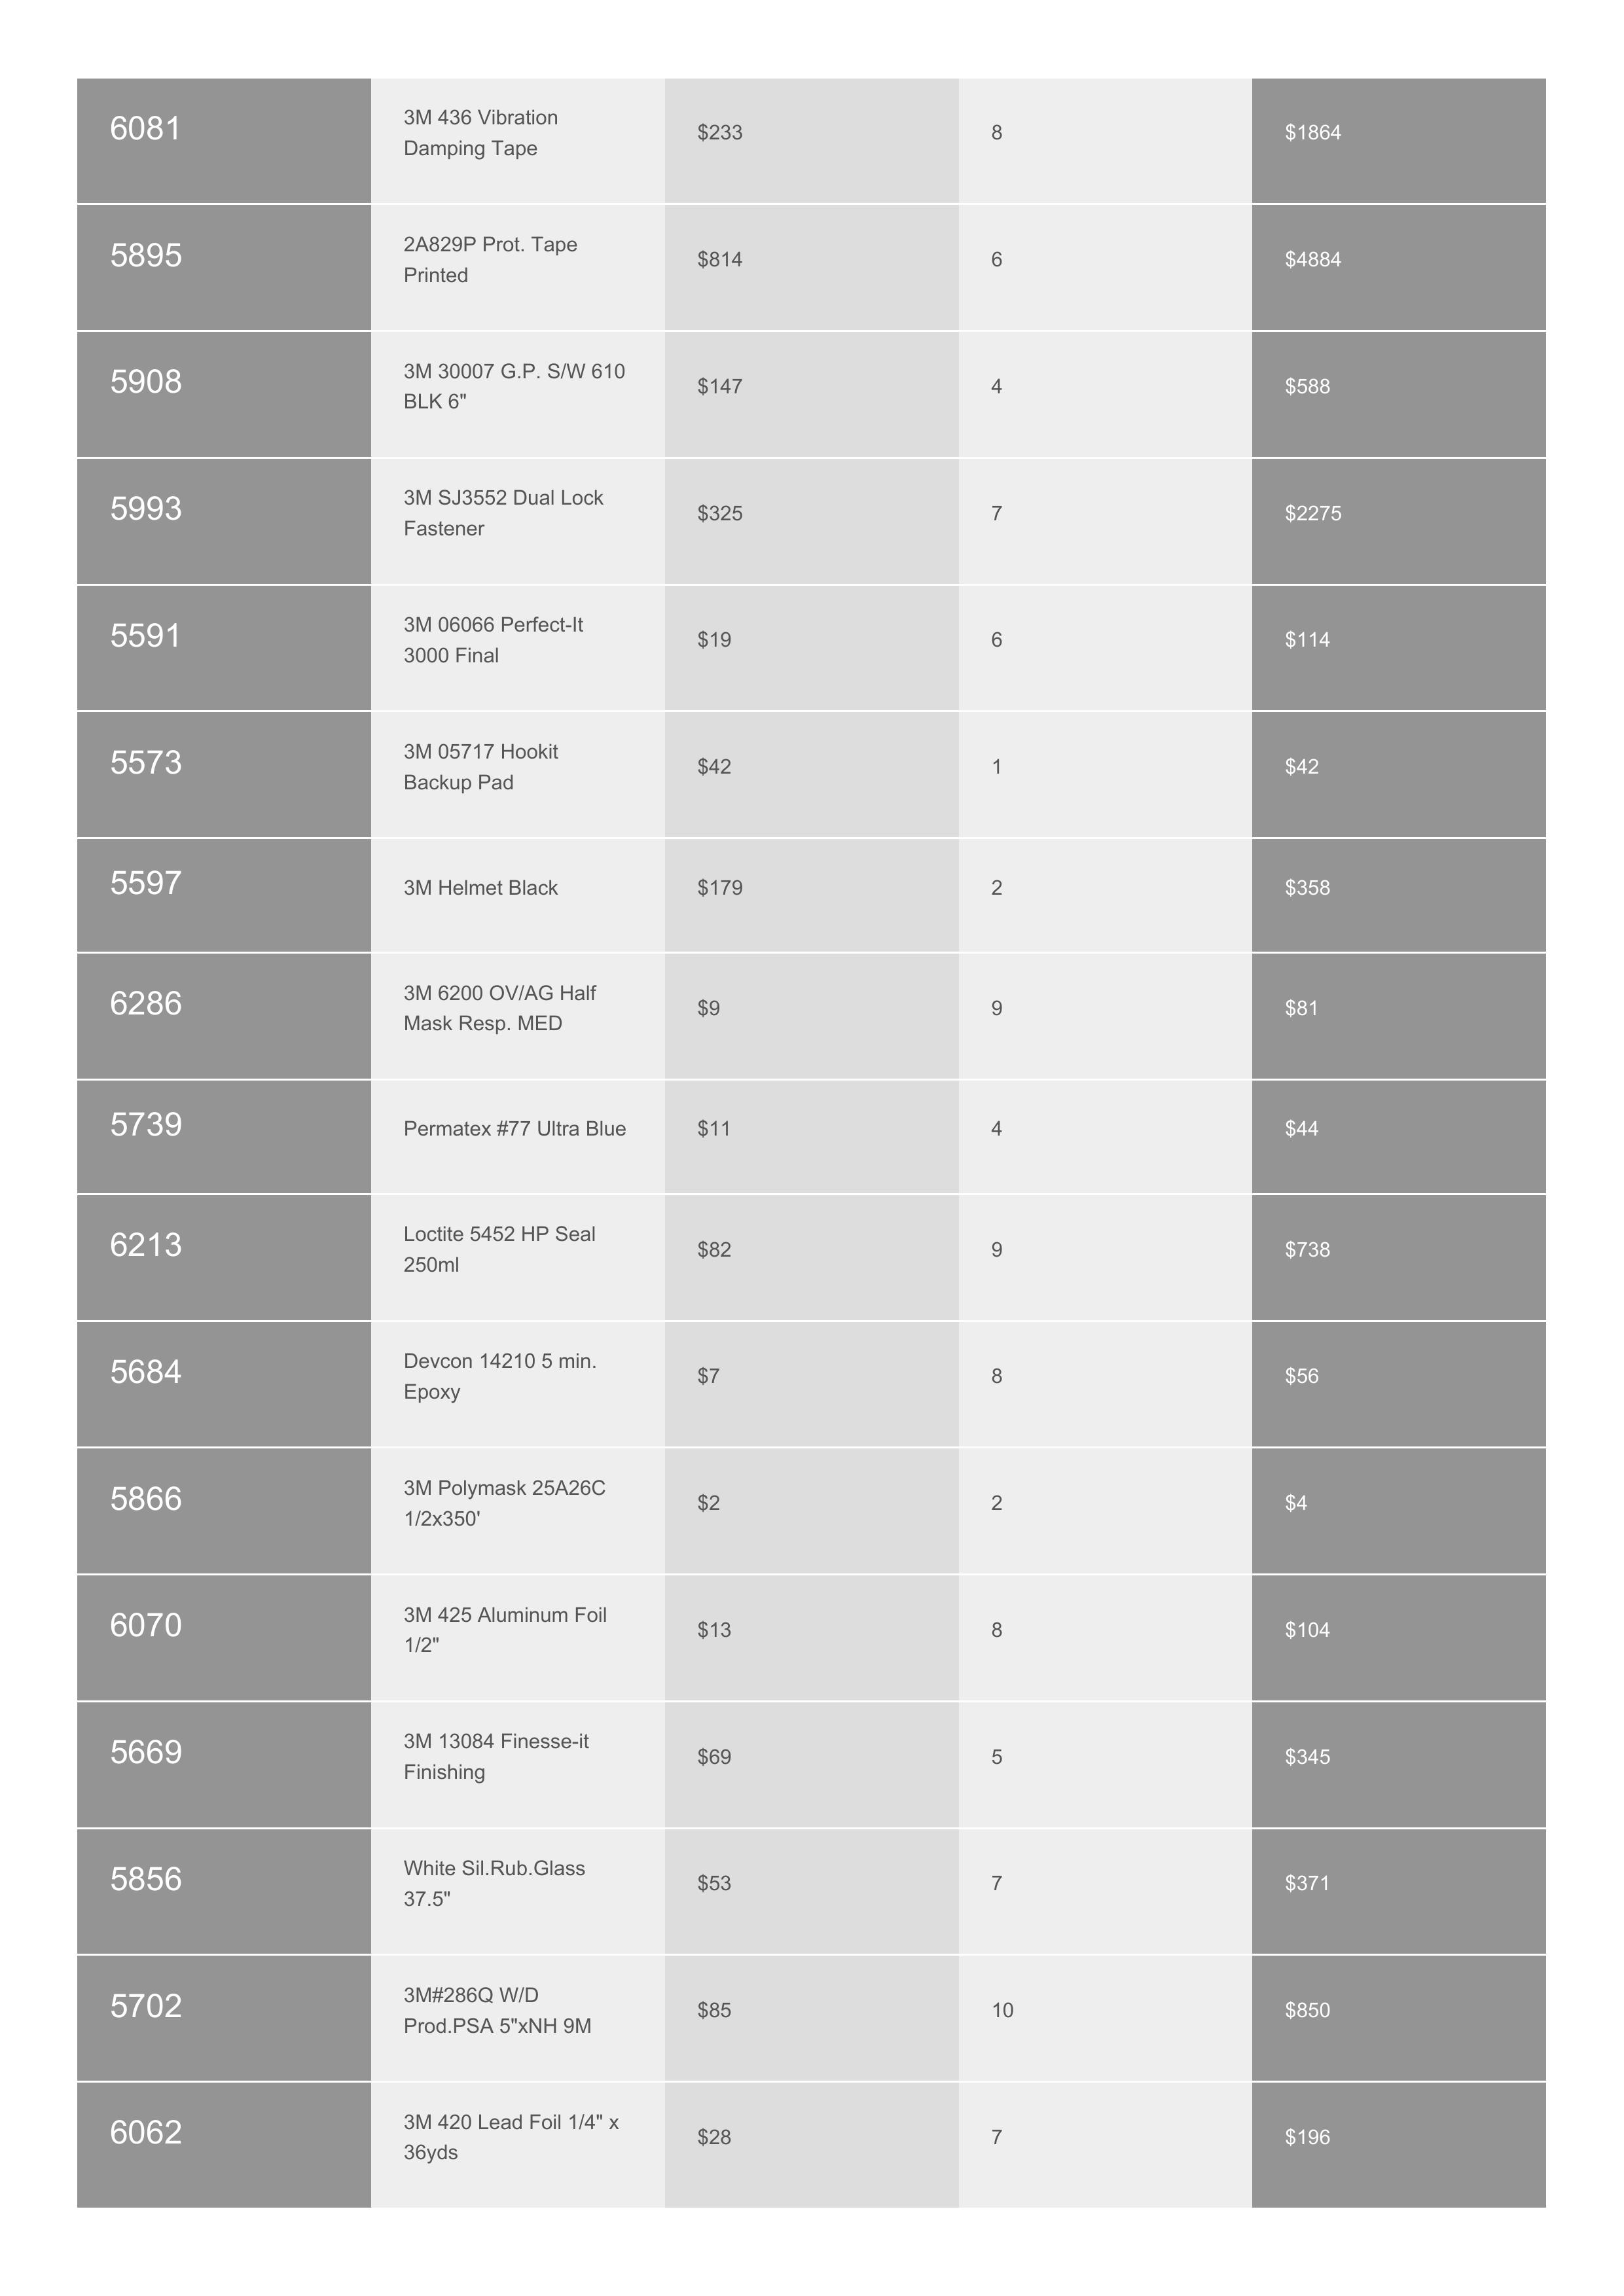 6081 3M 436 Vibration $233 8 $1864
Damping Tape
5895 2A829P Prot. Tape $814 6 $4884
Printed
5908 3M 30007 G.P. S/W 610 $147 4 $588
BLK 6"
5993 3M SJ3552 Dual Lock $325 7 $2275
Fastener
5591 3M 06066 Perfect-It $19 6 $114
3000 Final
5573 3M 05717 Hookit $42 1 $42
Backup Pad
5597 3M Helmet Black $179 2 $358
6286 3M 6200 OV/AG Half $9 9 $81
Mask Resp. MED
5739 Permatex #77 Ultra Blue $11 4 $44
6213 Loctite 5452 HP Seal $82 9 $738
250ml
5684 Devcon 14210 5 min. $7 8 $56
Epoxy
5866 3M Polymask 25A26C $2 2 $4
1/2x350'
6070 3M 425 Aluminum Foil $13 8 $104
1/2"
5669 3M 13084 Finesse-it $69 5 $345
Finishing
5856 White Sil.Rub.Glass $53 7 $371
37.5"
5702 3M#286Q W/D $85 10 $850
Prod.PSA 5"xNH 9M
6062 3M 420 Lead Foil 1/4" x $28 7 $196
36yds